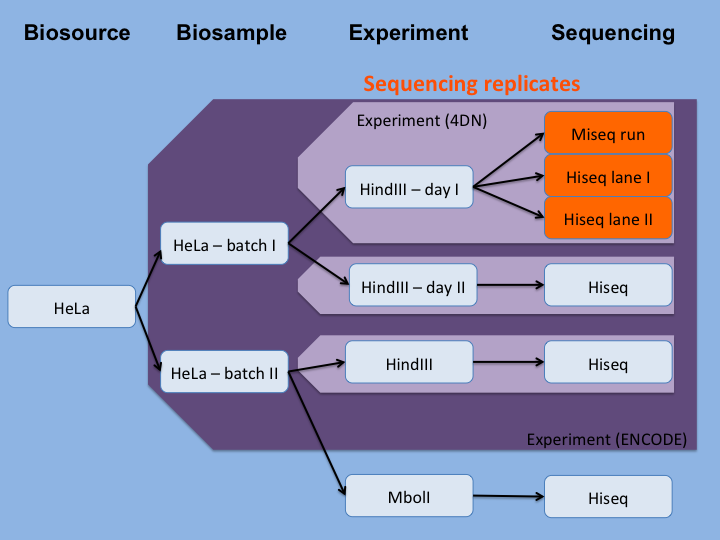 Biosource
Biosample
Experiment
Sequencing
Sequencing replicates
Experiment (4DN)
Miseq run
HindIII – day I
Hiseq lane I
Hiseq lane II
HeLa – batch I
HindIII – day II
Hiseq
HeLa
HindIII
Hiseq
HeLa – batch II
Experiment (ENCODE)
MboII
Hiseq